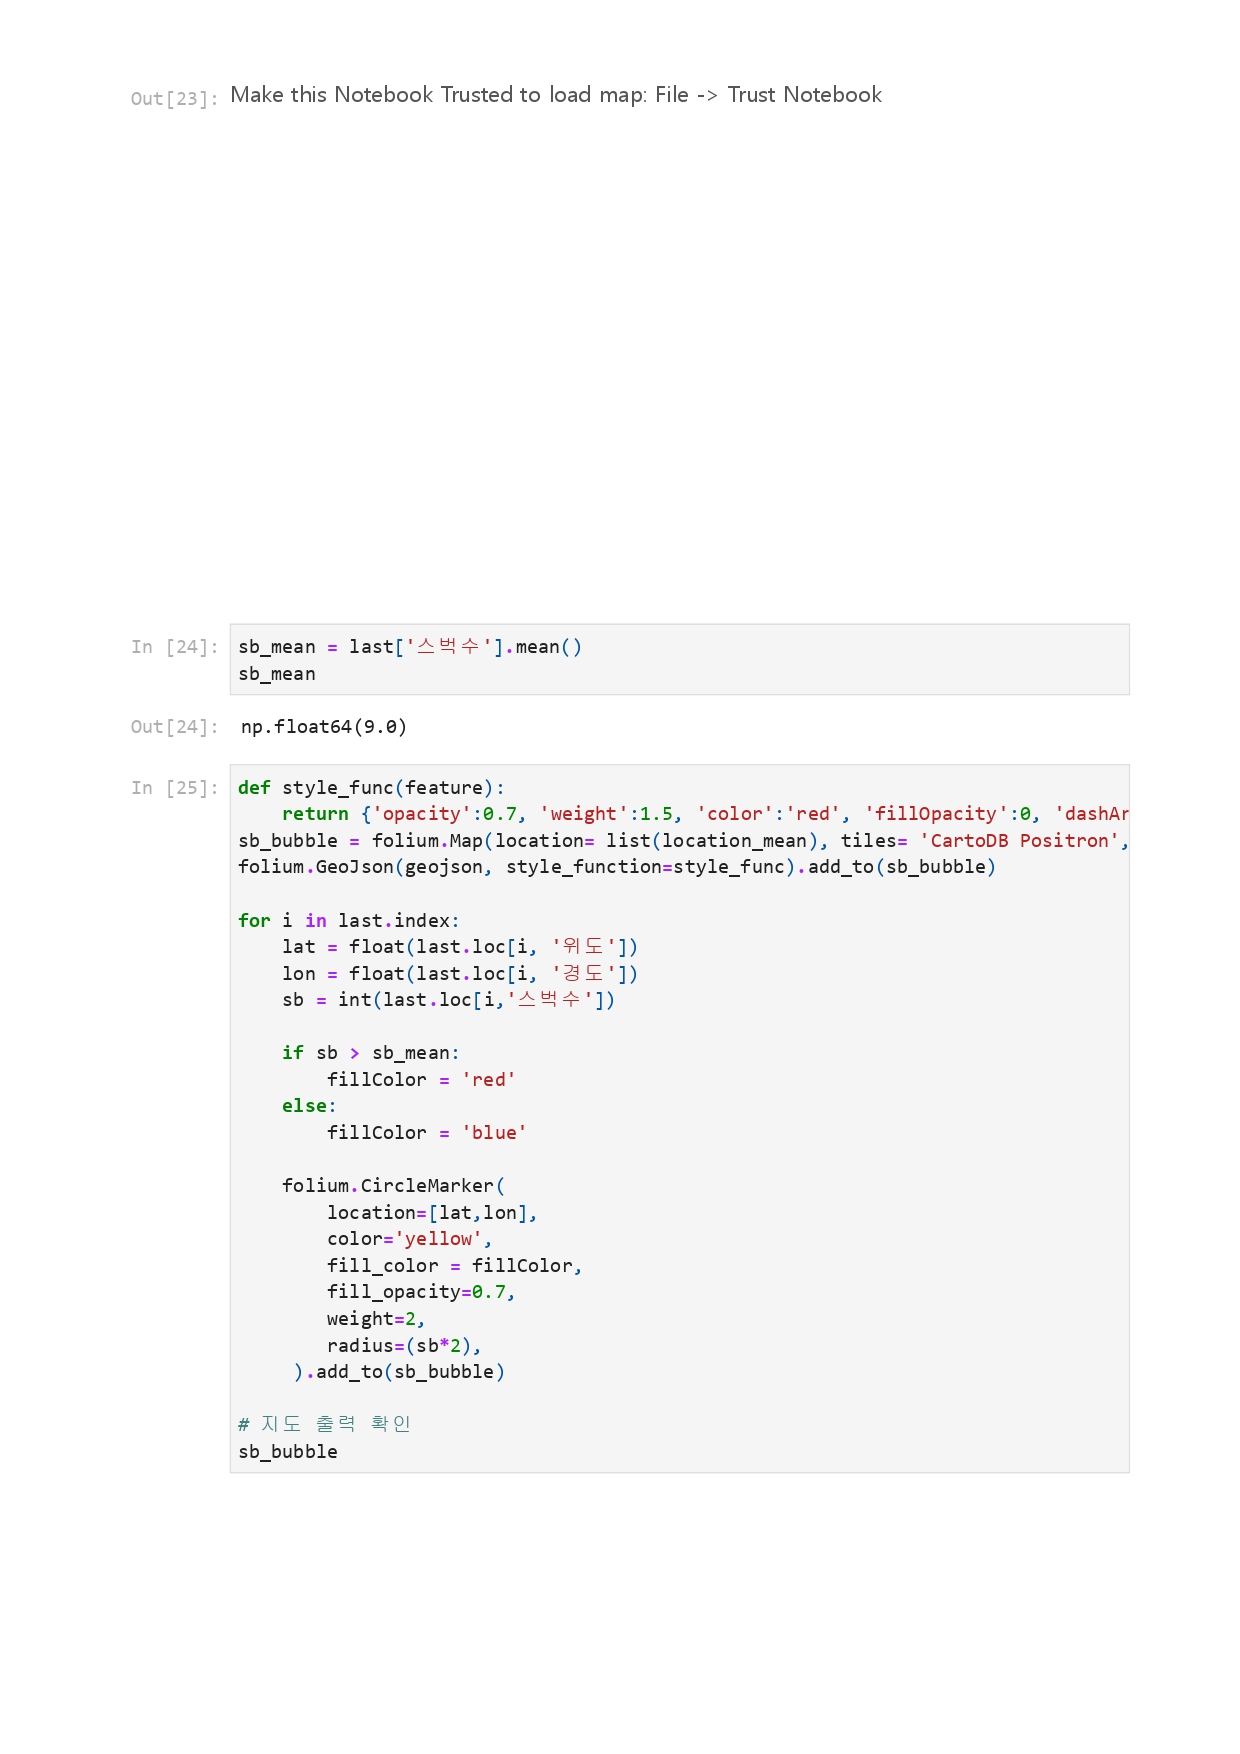 Out[23]: Make this Notebook Trusted to load map: File -> Trust Notebook
In [24]: sb_mean = last['스벅수'].mean()
sb_mean
Out[24]: np.float64(9.0)
In [25]: def style_func(feature):
    return {'opacity':0.7, 'weight':1.5, 'color':'red', 'fillOpacity':0, 'dashAr
sb_bubble = folium.Map(location= list(location_mean), tiles= 'CartoDB Positron',
folium.GeoJson(geojson, style_function=style_func).add_to(sb_bubble)
for i in last.index:
    lat = float(last.loc[i, '위도'])
    lon = float(last.loc[i, '경도'])
    sb = int(last.loc[i,'스벅수'])
    if sb > sb_mean:
        fillColor = 'red'
    else:
        fillColor = 'blue'
    folium.CircleMarker(
        location=[lat,lon],
        color='yellow',
        fill_color = fillColor,
        fill_opacity=0.7,
        weight=2,
        radius=(sb*2),
     ).add_to(sb_bubble)
# 지도 출력 확인
sb_bubble